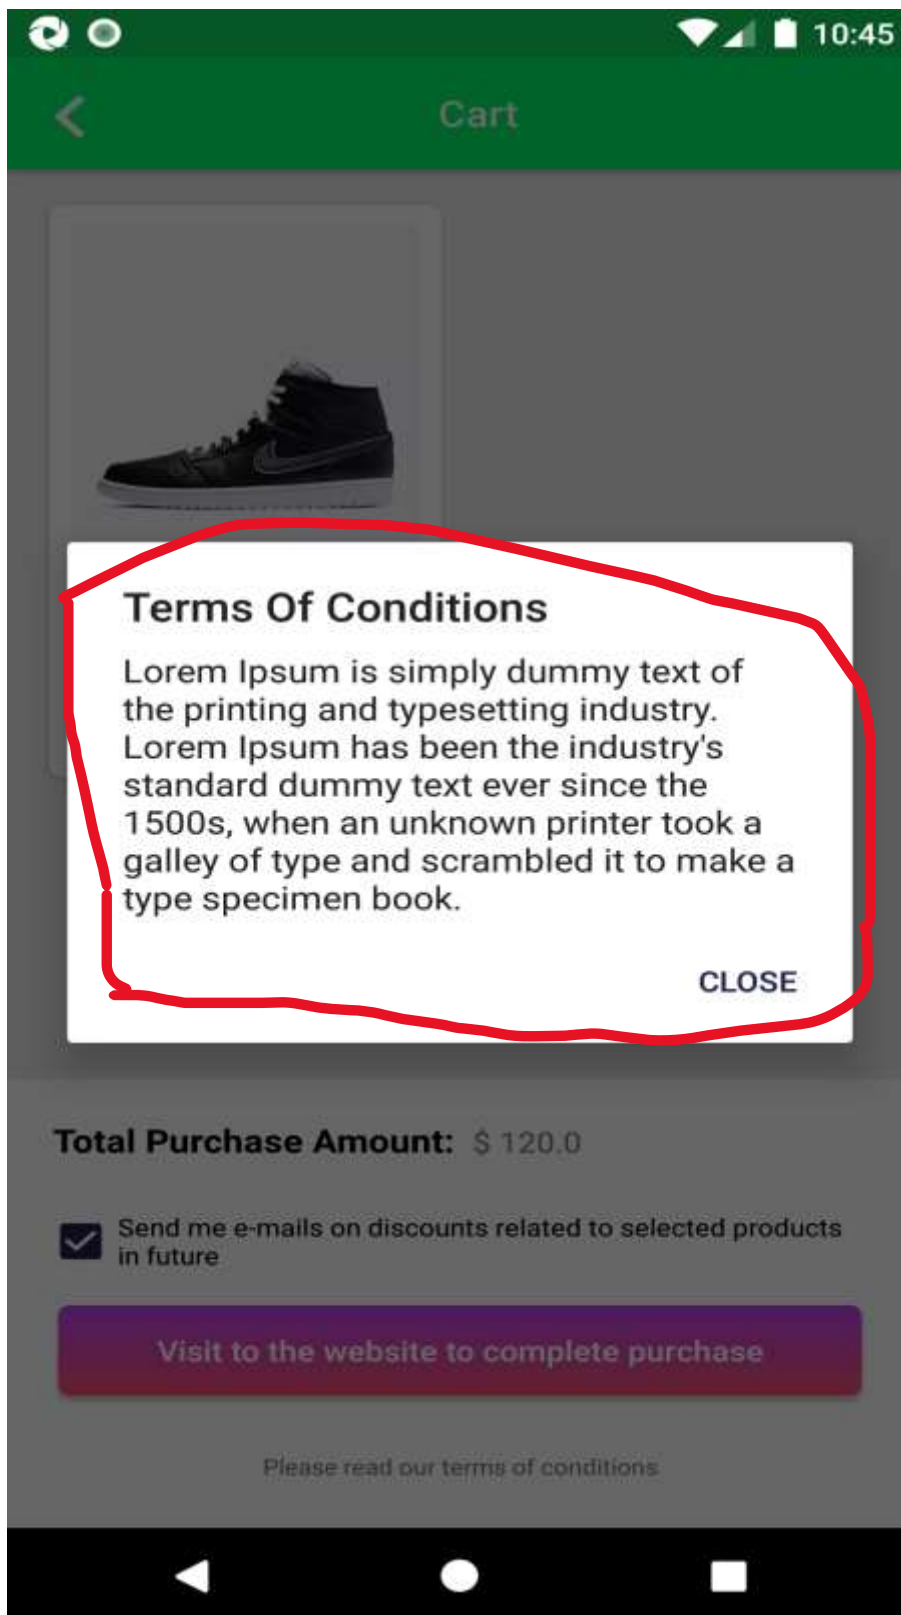 10:45
Cart
Terms Of Conditions
Lorem Ipsum is simply dummy text of
the printing and typesetting industry.
Lorem Ipsum has been the industry's
standard dummy text ever since the
1500s, when an unknown printer took a
galley of type and scrambled it to make a
type specimen book.
CLOSE
Total Purchase Amount: $ 120.0
Send me e-mails on discounts related to selected products
in future
Visit to the website to complete purchase
Please read our terms of conditions